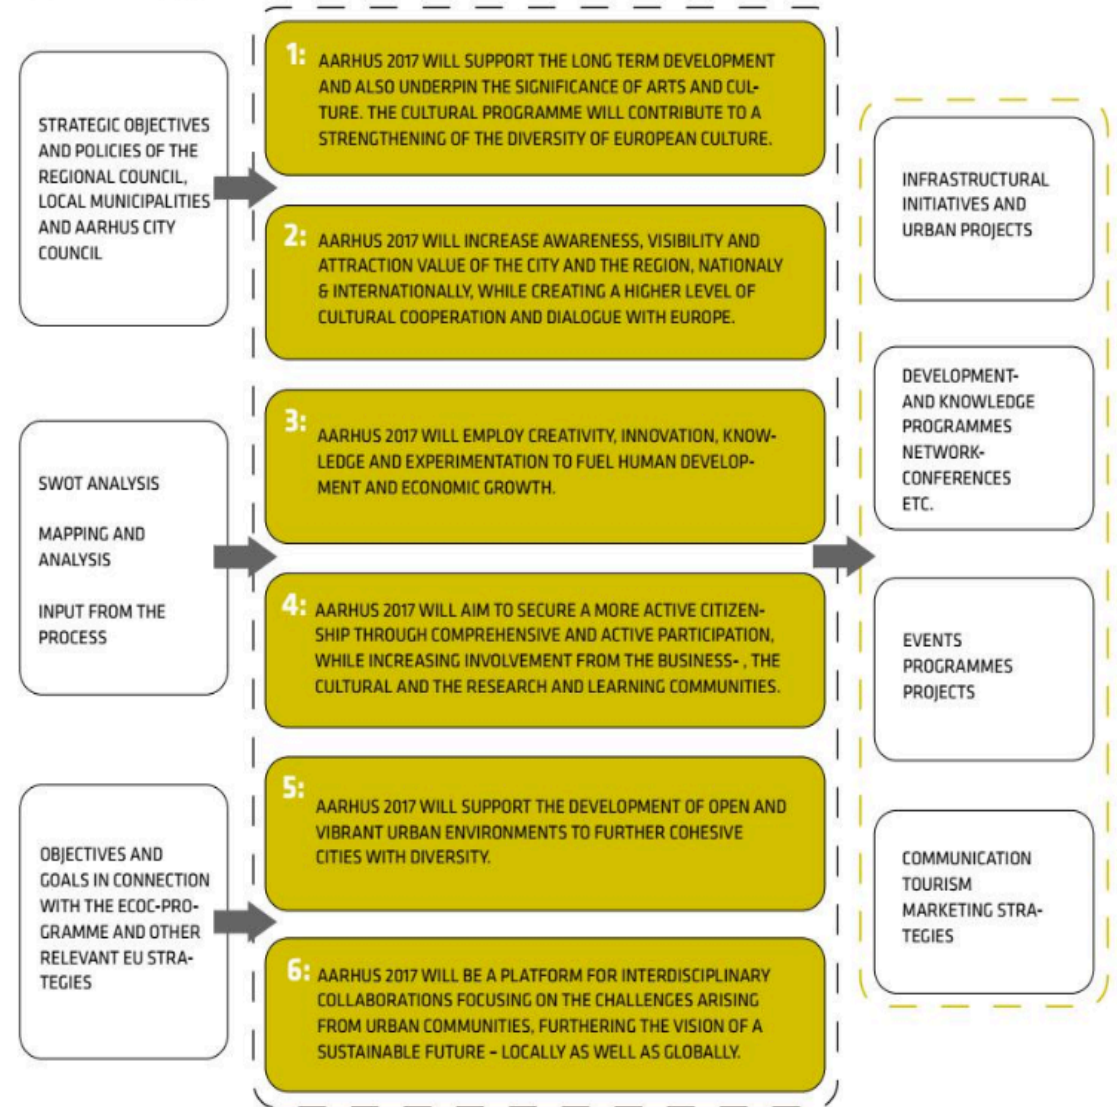 STRATEGIC OBJECTIVES
AND POLICIES OF THE
REGIONAL COUNCIL,
LOCAL MUNICIPALITIES
AND AARHUS CITY
COUNCIL
SWOT ANALYSIS
MAPPING AND
ANALYSIS
INPUT FROM THE
PROCESS
OBJECTIVES AND
GOALS IN CONNECTION
WITH THE ECOC-PRO-
GRAMME AND OTHER
RELEVANT EU STRA-
TEGIES
1: AARHUS 2017 WILL SUPPORT THE LONG TERM DEVELOPMENT
AND ALSO UNDERPIN THE SIGNIFICANCE OF ARTS AND CUL-
TURE. THE CULTURAL PROGRAMME WILL CONTRIBUTE TO A
STRENGTHENING OF THE DIVERSITY OF EUROPEAN CULTURE.
2: AARHUS 2017 WILL INCREASE AWARENESS, VISIBILITY AND
ATTRACTION VALUE OF THE CITY AND THE REGION, NATIONALY
& INTERNATIONALLY, WHILE CREATING A HIGHER LEVEL OF
CULTURAL COOPERATION AND DIALOGUE WITH EUROPE.
3:
AARHUS 2017 WILL EMPLOY CREATIVITY, INNOVATION, KNOW-
LEDGE AND EXPERIMENTATION TO FUEL HUMAN DEVELOP-
MENT AND ECONOMIC GROWTH.
4: AARHUS 2017 WILL AIM TO SECURE A MORE ACTIVE CITIZEN-
SHIP THROUGH COMPREHENSIVE AND ACTIVE PARTICIPATION,
WHILE INCREASING INVOLVEMENT FROM THE BUSINESS- , THE
CULTURAL AND THE RESEARCH AND LEARNING COMMUNITIES.
5:
AARHUS 2017 WILL SUPPORT THE DEVELOPMENT OF OPEN AND
VIBRANT URBAN ENVIRONMENTS TO FURTHER COHESIVE
CITIES WITH DIVERSITY.
6: AARHUS 2017 WILL BE A PLATFORM FOR INTERDISCIPLINARY
COLLABORATIONS FOCUSING ON THE CHALLENGES ARISING
FROM URBAN COMMUNITIES, FURTHERING THE VISION OF A
SUSTAINABLE FUTURE – LOCALLY AS WELL AS GLOBALLY.
INFRASTRUCTURAL
INITIATIVES AND
URBAN PROJECTS
DEVELOPMENT-
AND KNOWLEDGE
PROGRAMMES
NETWORK-
CONFERENCES
ETC.
EVENTS
PROGRAMMES
PROJECTS
COMMUNICATION
TOURISM
MARKETING STRA-
TEGIES